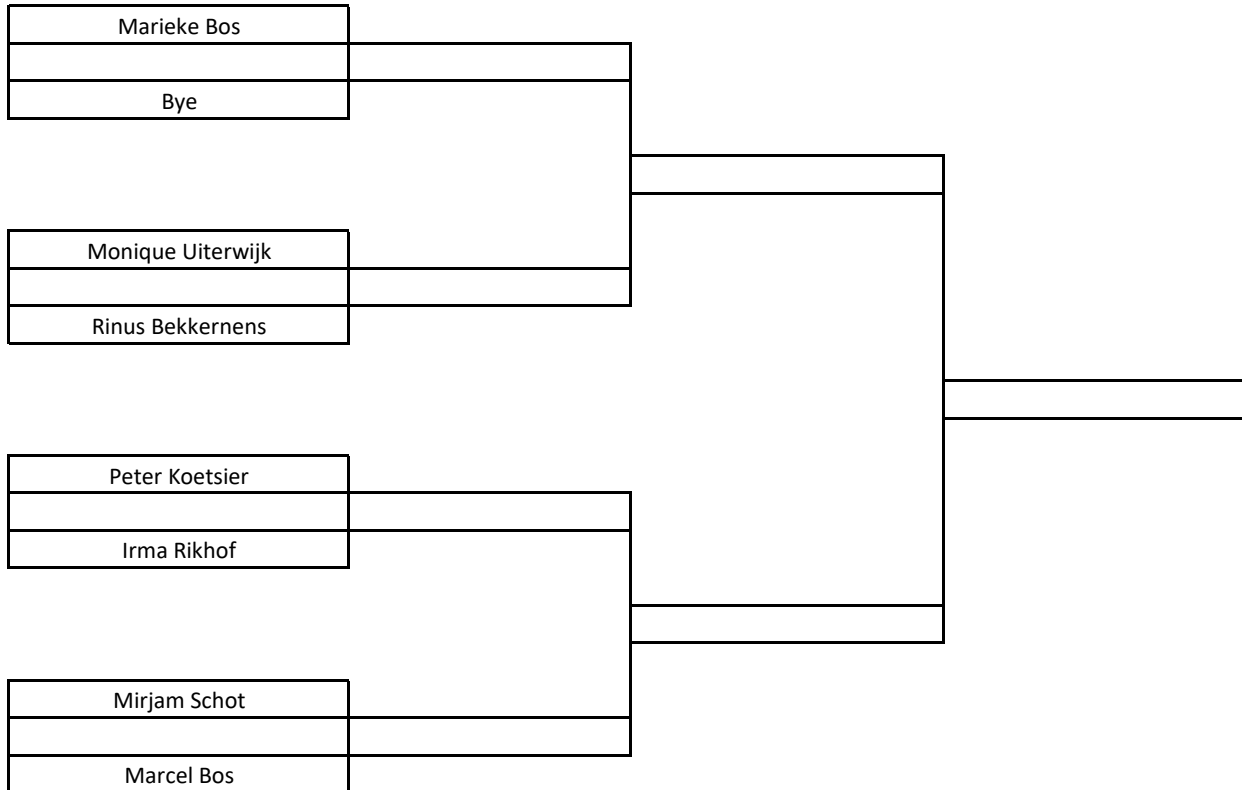 Marieke Bos
Bye
Monique Uiterwijk
Rinus Bekkernens
Peter Koetsier
Irma Rikhof
Mirjam Schot
Marcel Bos